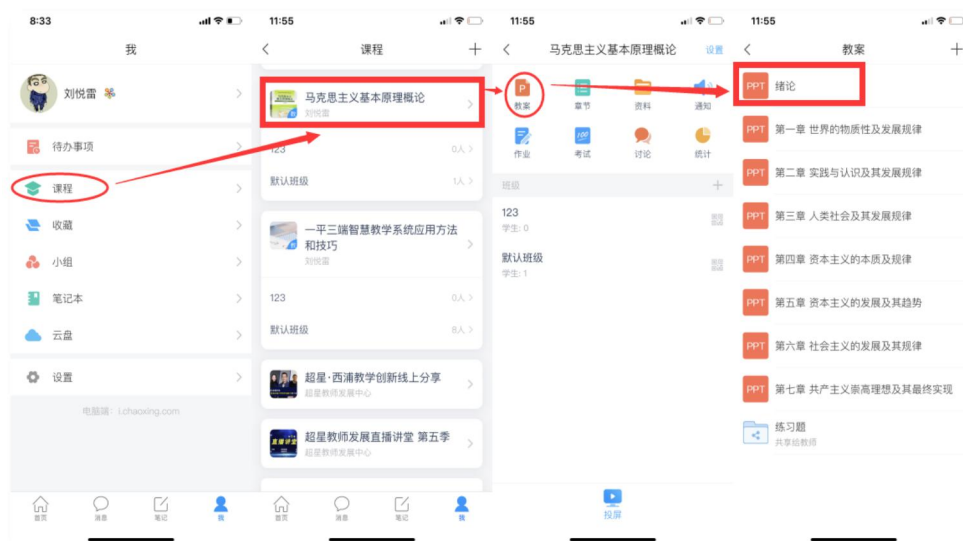 8:33
我
刘悦雷
待办事项
课程
收藏
小组
笔记本
云盘
设置
电脑端：i.chaoxing.com
首页
消息
笔记
我
11:55
课程
马克思主义基本原理概论
刘悦雷
123
0人
默认班级
1人
一平三端智慧教学系统应用方法
和技巧
刘悦雷
123
0人
默认班级
8人
超星·西浦教学创新线上分享
超星教师发展中心
直播讲堂
超星教师发展直播讲堂 第五季
超星教师发展中心
首页
消息
笔记
我
11:55
马克思主义基本原理概论
设置
教案
章节
资料
通知
作业
100
考试
讨论
统计
班级
123
学生: 0
默认班级
学生: 1
投屏
11:55
教案
PPT 绪论
PPT 第一章 世界的物质性及发展规律
PPT 第二章 实践与认识及其发展规律
PPT 第三章 人类社会及其发展规律
PPT 第四章 资本主义的本质及规律
PPT 第五章 资本主义的发展及其趋势
PPT 第六章 社会主义的发展及其规律
PPT 第七章 共产主义崇高理想及其最终实现
练习题
共享给教师